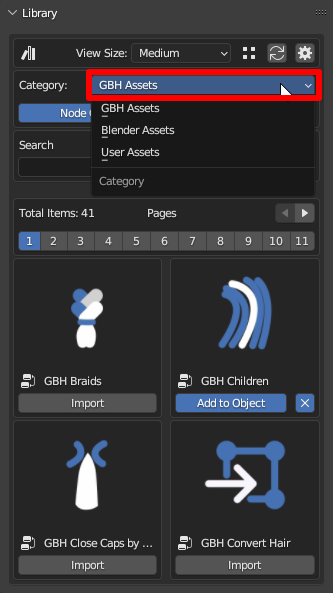 Library
View Size: Medium
Category: GBH Assets
GBH Assets
Node
Blender Assets
Search
User Assets
Category
Total Items: 41 Pages
1 2 3 4 5 6 7 8 9 10 11
GBH Braids GBH Children
Import Add to Object
GBH Close Caps by ... GBH Convert Hair
Import Import